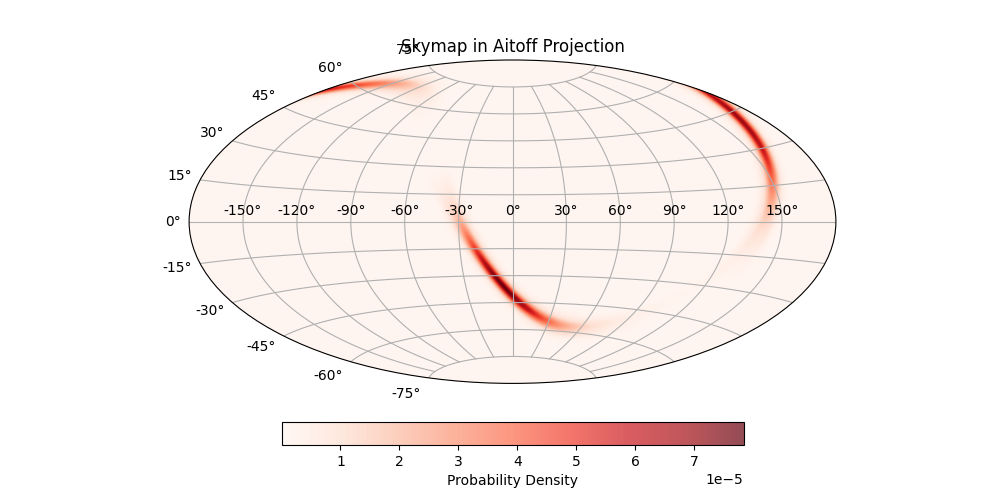 75°
Skymap in Aitoff Projection
60°
45°
30°
15°
-150° -120° -90° -60° -30° 0° 30° 60° 90° 120° 150°
0°
-15°
-30°
-45°
-60°
-75°
1 2 3 4 5 6 7
1e−5
Probability Density